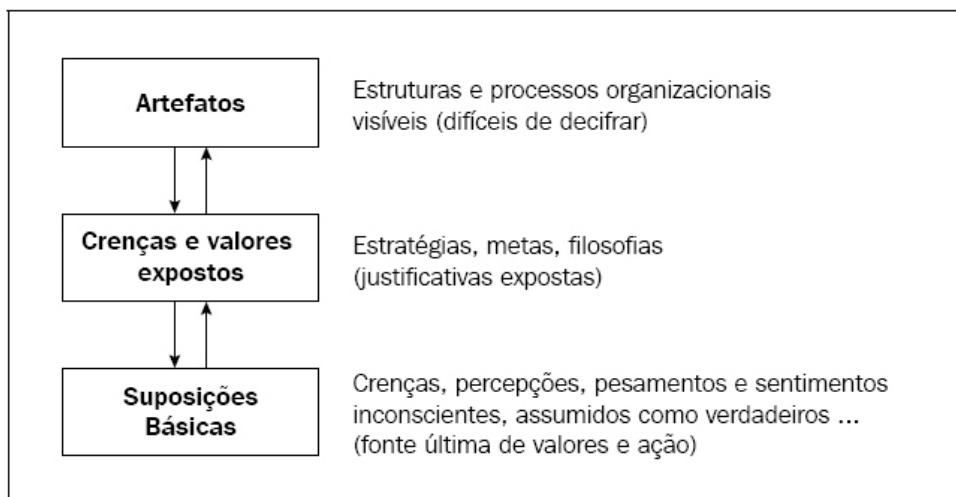 Artefatos
Estruturas e processos organizacionais
visíveis (difíceis de decifrar)
Crenças e valores
expostos
Estratégias, metas, filosofias
(justificativas expostas)
Suposições
Básicas
Crenças, percepções, pesamentos e sentimentos
inconscientes, assumidos como verdadeiros ...
(fonte última de valores e ação)